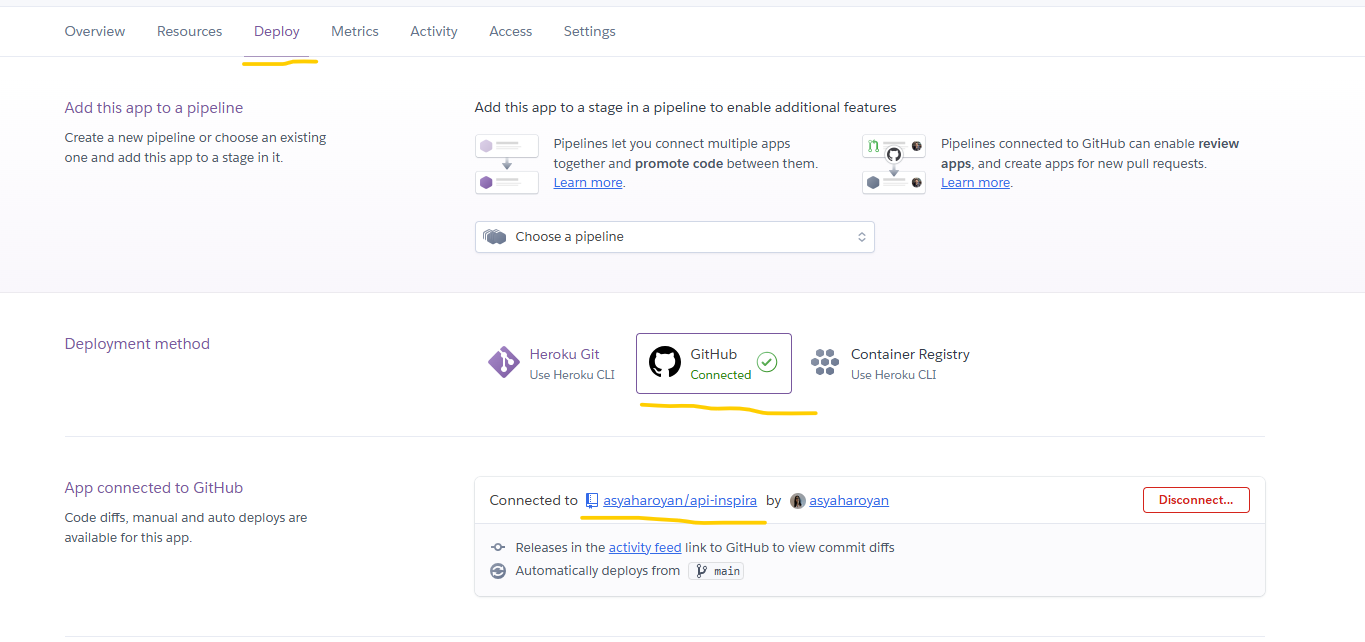 Overview Resources Deploy Metrics Activity Access Settings
Add this app to a pipeline
Create a new pipeline or choose an existing
one and add this app to a stage in it.
Add this app to a stage in a pipeline to enable additional features
Pipelines let you connect multiple apps
together and promote code between them.
Learn more.
Pipelines connected to GitHub can enable review
apps, and create apps for new pull requests.
Learn more.
Choose a pipeline
Deployment method
Heroku Git
Use Heroku CLI
GitHub
Connected
Container Registry
Use Heroku CLI
App connected to GitHub
Code diffs, manual and auto deploys are
available for this app.
Connected to asyaharoyan/api-inspira by asyaharoyan
Disconnect...
Releases in the activity feed link to GitHub to view commit diffs
Automatically deploys from main